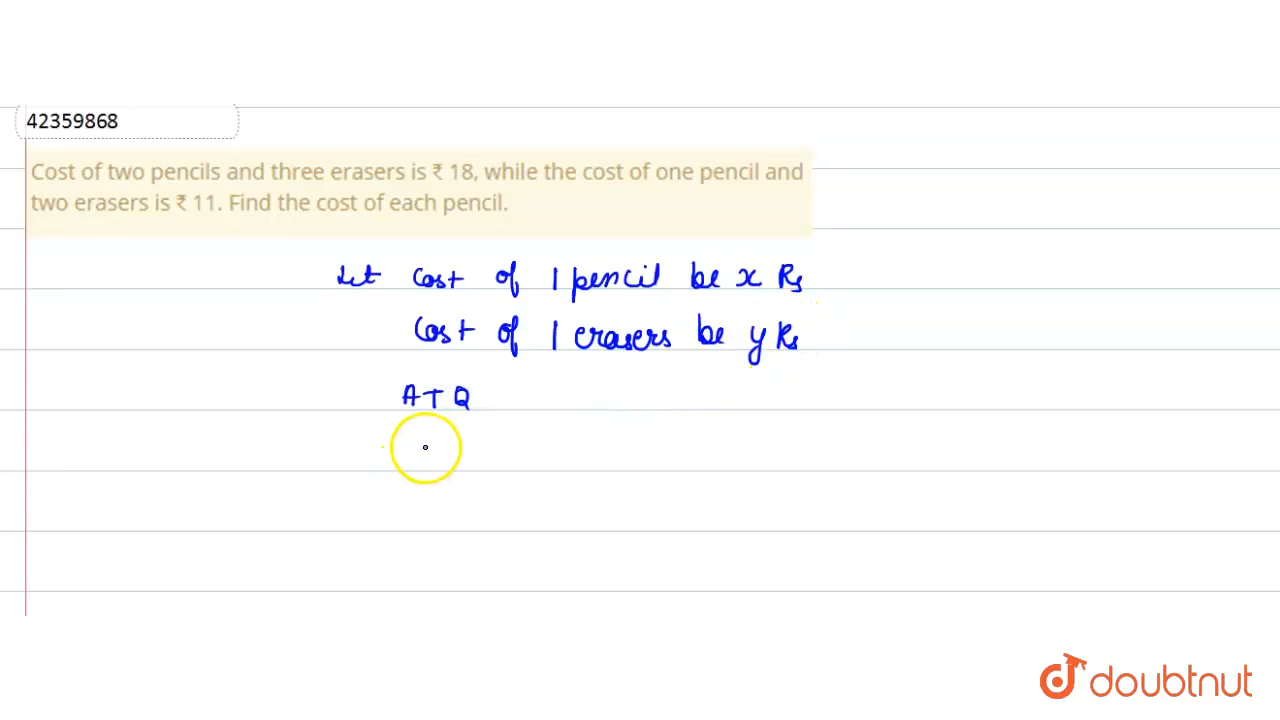 42359868
Cost of two pencils and three erasers is ₹ 18, while the cost of one pencil and
two erasers is ₹ 11. Find the cost of each pencil.
Let cost of 1 pencil be x Rs
Cost of 1 erasers be y Rs
ATQ
doubtnut